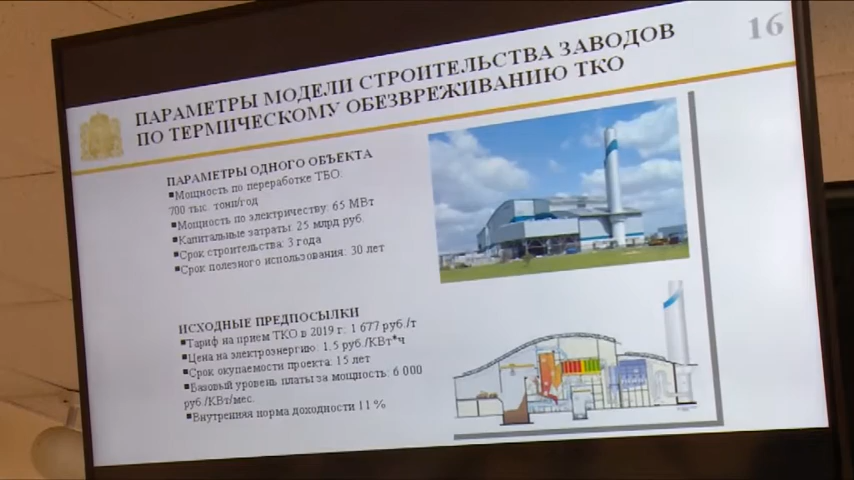 16
ПАРАМЕТРЫ МОДЕЛИ СТРОИТЕЛЬСТВА ЗАВОДОВ
ПО ТЕРМИЧЕСКОМУ ОБЕЗВРЕЖИВАНИЮ ТКО
ПАРАМЕТРЫ ОДНОГО ОБЪЕКТА
▪Мощность по переработке ТБО:
700 тыс. тонн/год
▪Мощность по электричеству: 65 МВт
▪Капитальные затраты: 25 млрд руб.
▪Срок строительства: 3 года
▪Срок полезного использования: 30 лет
ИСХОДНЫЕ ПРЕДПОСЫЛКИ
▪Тариф на прием ТКО в 2019 г.: 1 677 руб./т
▪Цена на электроэнергию: 1,5 руб./КВт*ч
▪Срок окупаемости проекта: 15 лет
▪Базовый уровень платы за мощность: 6 000
руб./КВт/мес.
▪Внутренняя норма доходности 11 %